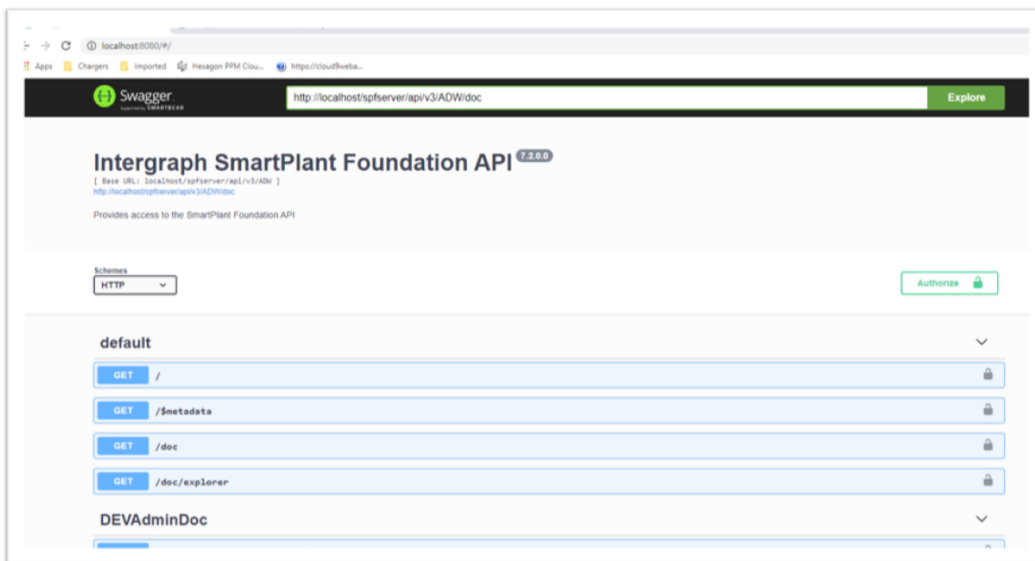 localhost:8080/#/
Apps Chargers Imported Hexagon PPM Clou... https://cloud9weba...
Swagger
Supported by SMARTBEAR
http://localhost/spfserver/api/v3/ADW/doc
Explore
Intergraph SmartPlant Foundation API 7.2.0.0
[ Base URL: localhost/spfserver/api/v3/ADW ]
http://localhost/spfserver/api/v3/ADW/doc
Provides access to the SmartPlant Foundation API
Schemes
HTTP
Authorize
default
GET /
GET /$metadata
GET /doc
GET /doc/explorer
DEVAdminDoc